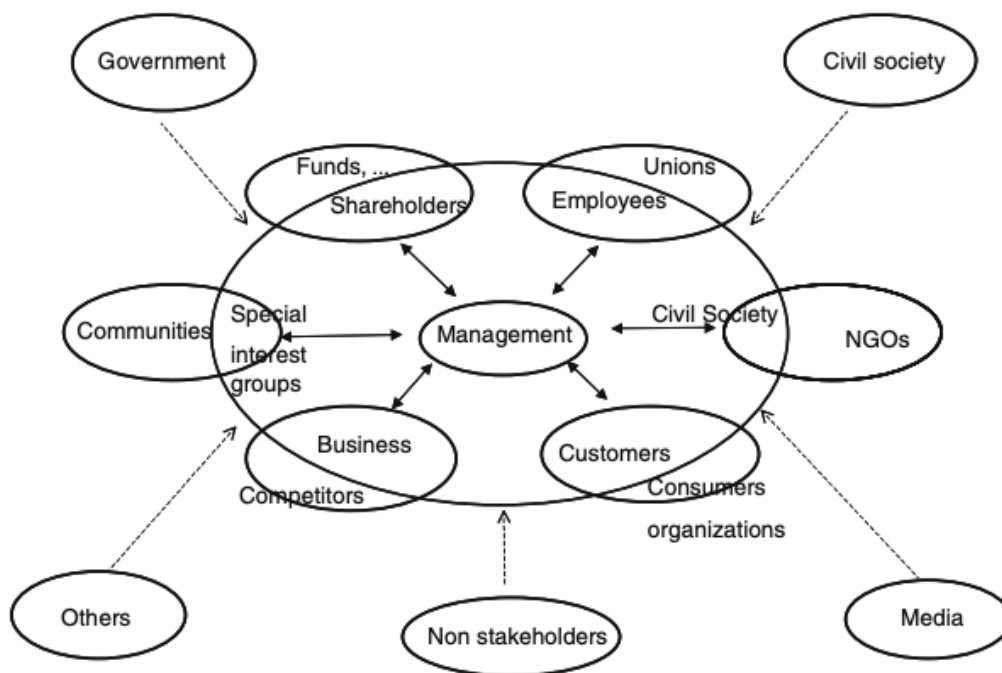 Government
Civil society
Funds, ...
Shareholders
Unions
Employees
Communities
Special
interest
groups
Management
Civil Society
NGOs
Business
Competitors
Customers
Consumers
organizations
Others
Non stakeholders
Media